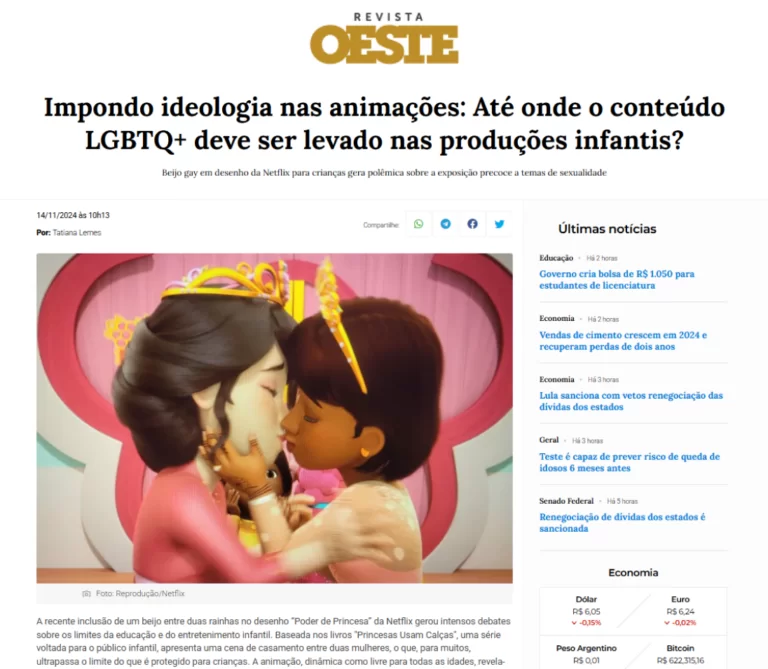 REVISTA
OESTE
Impondo ideologia nas animações: Até onde o conteúdo
LGBTQ+ deve ser levado nas produções infantis?
Beijo gay em desenho da Netflix para crianças gera polêmica sobre a exposição precoce a temas de sexualidade
14/11/2024 às 10h13
Por: Tatiana Lemes
Compartilhe
Foto: Reprodução/Netflix
A recente inclusão de um beijo entre duas rainhas no desenho "Poder de Princesa" da Netflix gerou intensos debates
sobre os limites da educação e do entretenimento infantil. Baseada nos livros "Princesas Usam Calças", uma série
voltada para o público infantil, apresenta uma cena de casamento entre duas mulheres, o que, para muitos,
ultrapassa o limite do que é protegido para crianças. A animação, dinâmica como livre para todas as idades, revela-
Últimas notícias
Educação - Há 2 horas
Governo cria bolsa de R$ 1.050 para
estudantes de licenciatura
Economia - Há 2 horas
Vendas de cimento crescem em 2024 e
recuperam perdas de dois anos
Economia - Há 3 horas
Lula sanciona com vetos renegociação das
dívidas dos estados
Geral - Há 3 horas
Teste é capaz de prever risco de queda de
idosos 6 meses antes
Senado Federal - Há 5 horas
Renegociação de dívidas dos estados é
sancionada
Economia
Dólar
R$ 6,05
-0,15%
Euro
R$ 6,24
-0,02%
Peso Argentino
R$ 0,01
Bitcoin
R$ 622,315,16